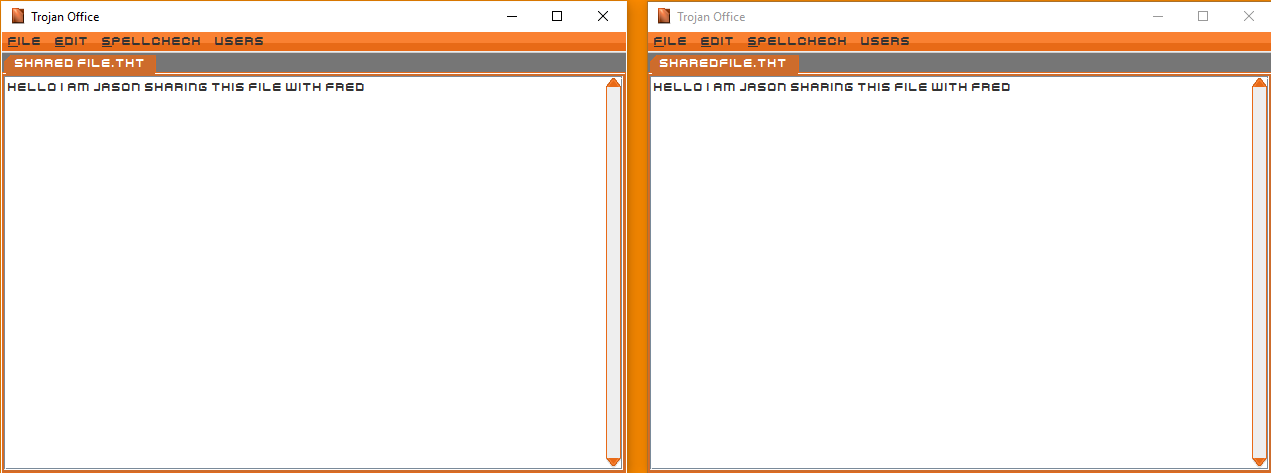 Trojan Office
FILE EDIT SPELLCHECK USERS
SHARED FILE.TXT
HELLO I AM JASON SHARING THIS FILE WITH FRED
Trojan Office
FILE EDIT SPELLCHECK USERS
SHAREDFILE.TXT
HELLO I AM JASON SHARING THIS FILE WITH FRED